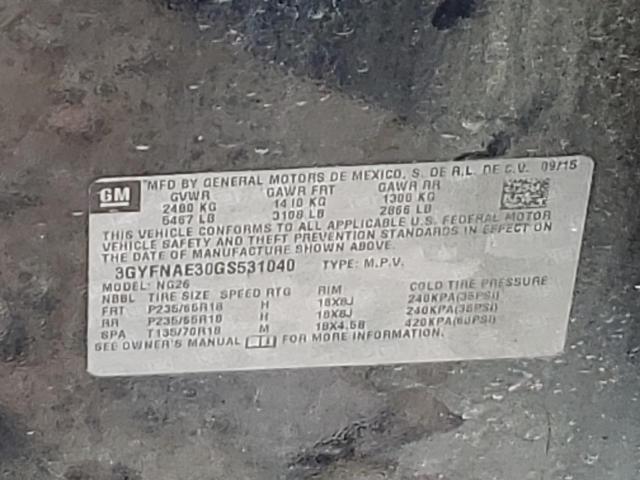 GM
MFD BY GENERAL MOTORS DE MEXICO, S. DE R.L. DE C.V. 09/15
GVWR GAWR FRT GAWR RR
2480 KG 1410 KG 1300 KG
5467 LB 3108 LB 2866 LB
THIS VEHICLE CONFORMS TO ALL APPLICABLE U.S. FEDERAL MOTOR
VEHICLE SAFETY AND THEFT PREVENTION STANDARDS IN EFFECT ON
THE DATE OF MANUFACTURE SHOWN ABOVE.
3GYFNAE30GS531040 TYPE: M.P.V.
MODEL: NG26
NBBL TIRE SIZE SPEED RTG RIM COLD TIRE PRESSURE
FRT P235/65R18 H 18X8J 240KPA(35PSI)
RR P235/65R18 H 18X8J 240KPA(35PSI)
SPA T135/70R18 M 18X4.5B 420KPA(60PSI)
SEE OWNER'S MANUAL FOR MORE INFORMATION.